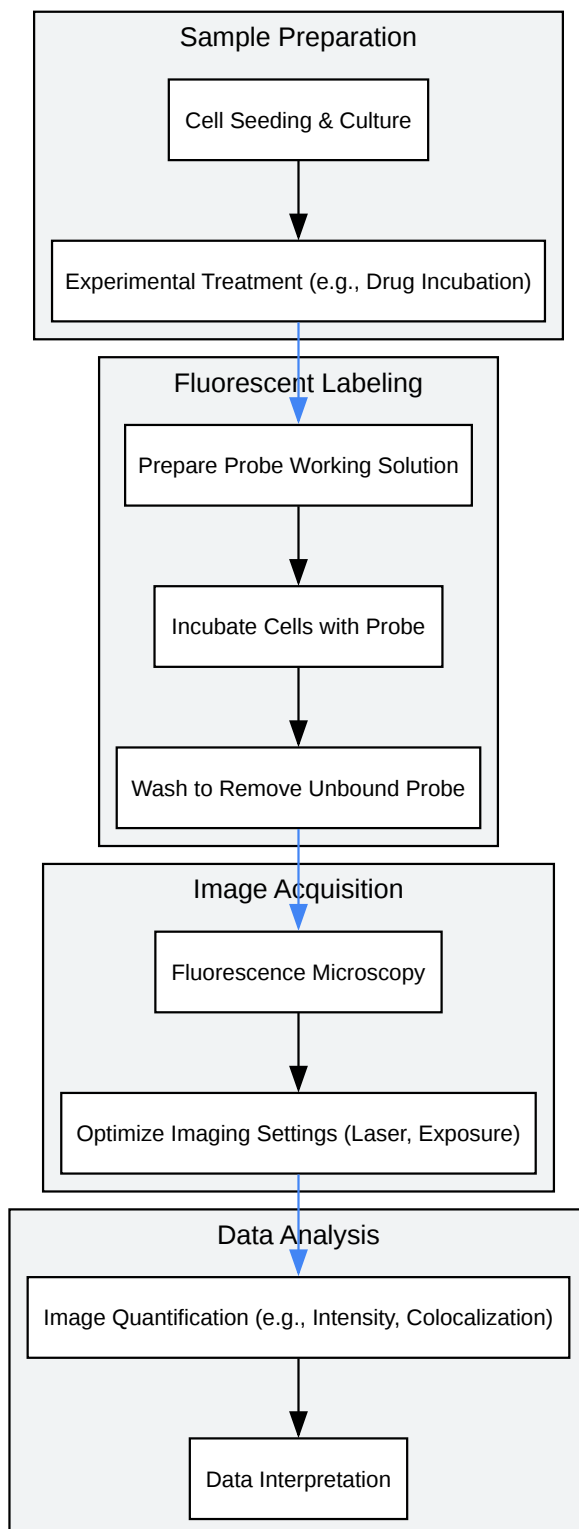 Sample Preparation
Cell Seeding & Culture
Experimental Treatment (e.g., Drug Incubation)
Fluorescent Labeling
Prepare Probe Working Solution
Incubate Cells with Probe
Wash to Remove Unbound Probe
Image Acquisition
Fluorescence Microscopy
Optimize Imaging Settings (Laser, Exposure)
Data Analysis
Image Quantification (e.g., Intensity, Colocalization)
Data Interpretation